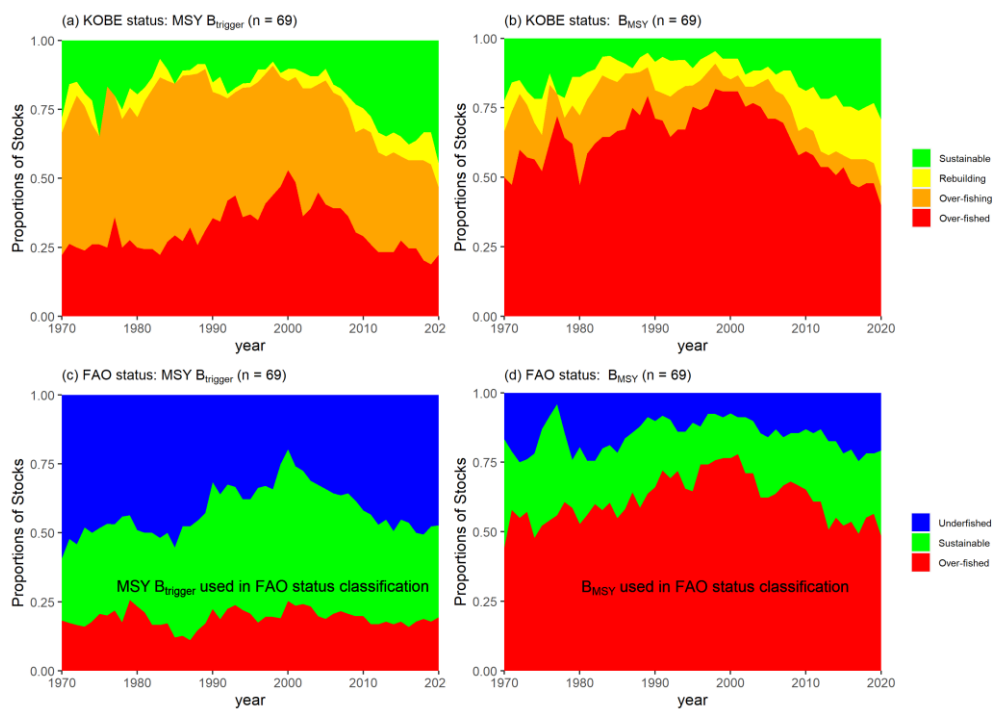 (a) KOBE status: MSY Btrigger (n = 69)
1.00
0.75
0.50
0.25
0.00
Proportions of Stocks
1970
1980
1990
2000
2010
202
year
(b) KOBE status: BMSY (n = 69)
1.00
0.75
0.50
0.25
0.00
Proportions of Stocks
1970
1980
1990
2000
2010
2020
year
Sustainable
Rebuilding
Over-fishing
Over-fished
(c) FAO status: MSY Btrigger (n = 69)
1.00
0.75
0.50
0.25
0.00
Proportions of Stocks
MSY Btrigger used in FAO status classification
1970
1980
1990
2000
2010
202
year
(d) FAO status: BMSY (n = 69)
1.00
0.75
0.50
0.25
0.00
Proportions of Stocks
BMSY used in FAO status classification
1970
1980
1990
2000
2010
2020
year
Underfished
Sustainable
Over-fished